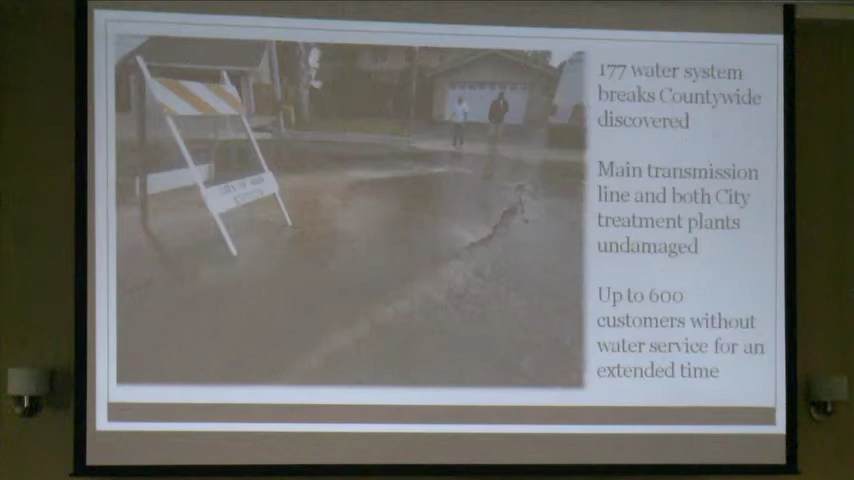 177 water system
breaks Countywide
discovered
Main transmission
line and both City
treatment plants
undamaged
Up to 600
customers without
water service for an
extended time